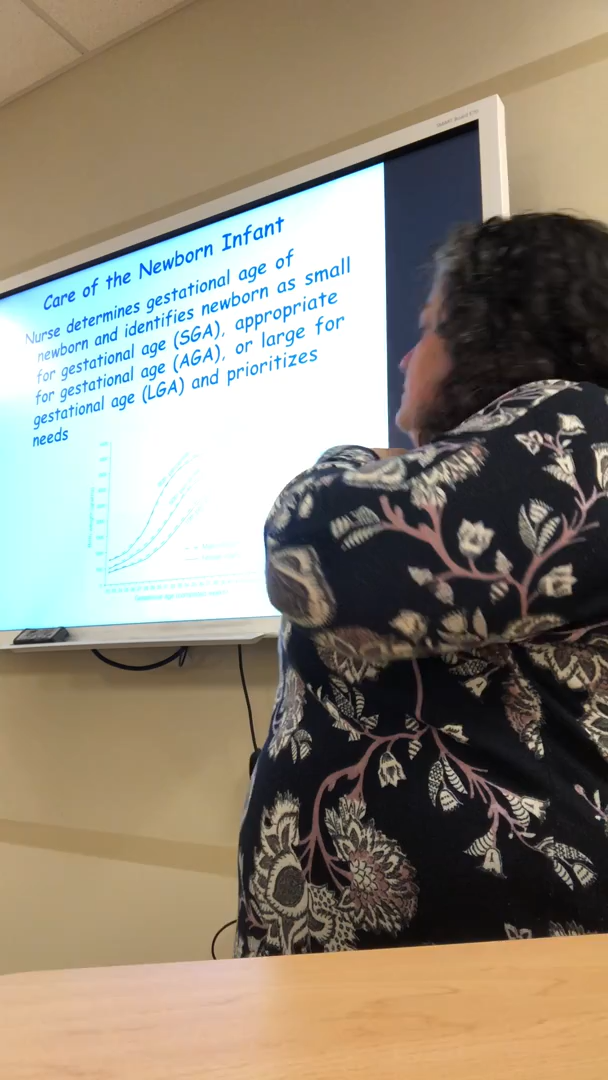 Care of the Newborn Infant
Nurse determines gestational age of
newborn and identifies newborn as small
for gestational age (SGA), appropriate
for gestational age (AGA), or large for
gestational age (LGA) and prioritizes
needs